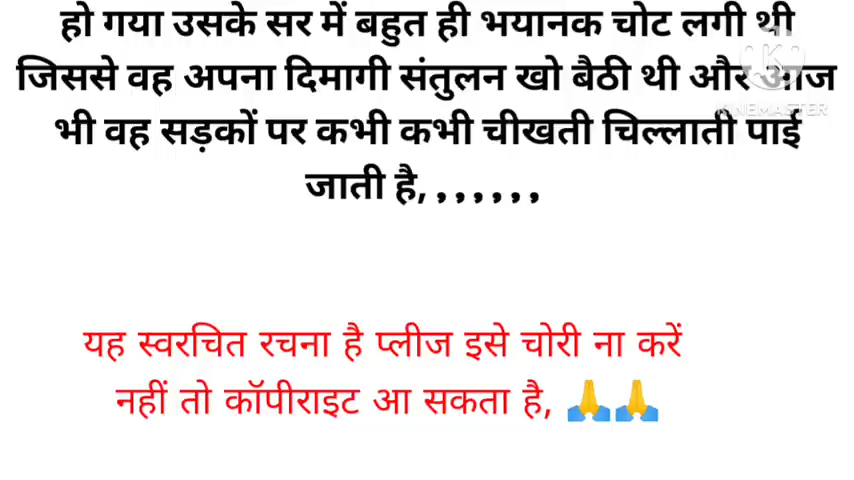 हो गया उसके सर में बहुत ही भयानक चोट लगी थी
जिससे वह अपना दिमागी संतुलन खो बैठी थी और आज
भी वह सड़कों पर कभी कभी चीखती चिल्लाती पाई
जाती है, , , , , , ,
यह स्वरचित रचना है प्लीज इसे चोरी ना करें
नहीं तो कॉपीराइट आ सकता है, 🙏🙏
KINEMASTER